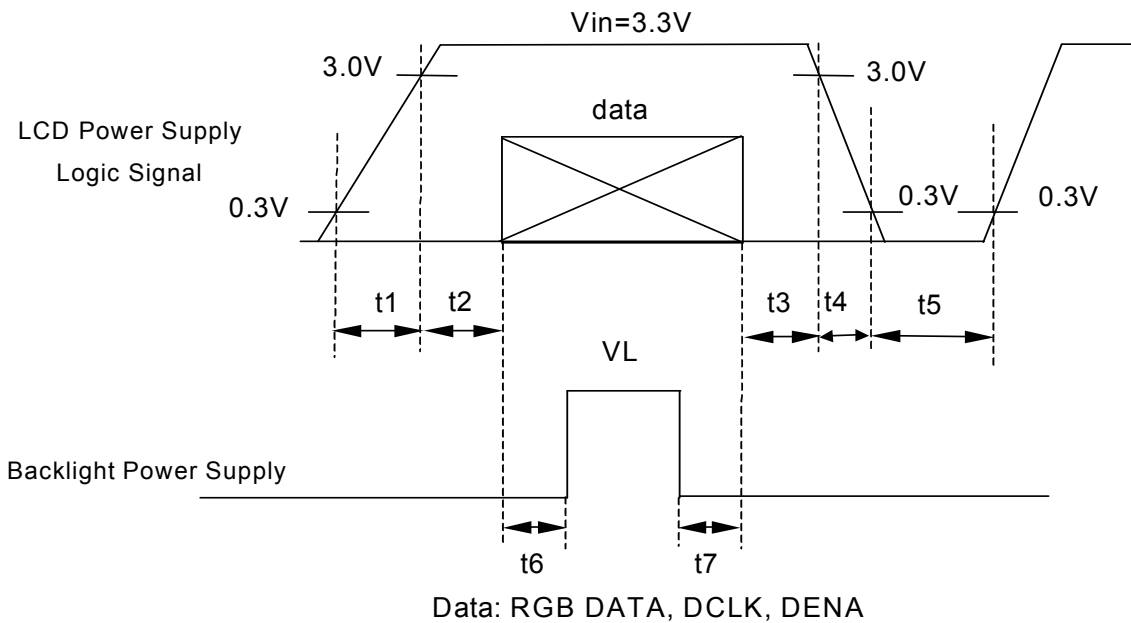 Vin=3.3V
3.0V
3.0V
data
LCD Power Supply
Logic Signal
0.3V
0.3V
0.3V
t1
t2
t3
t4
t5
VL
Backlight Power Supply
t6
t7
Data: RGB DATA, DCLK, DENA